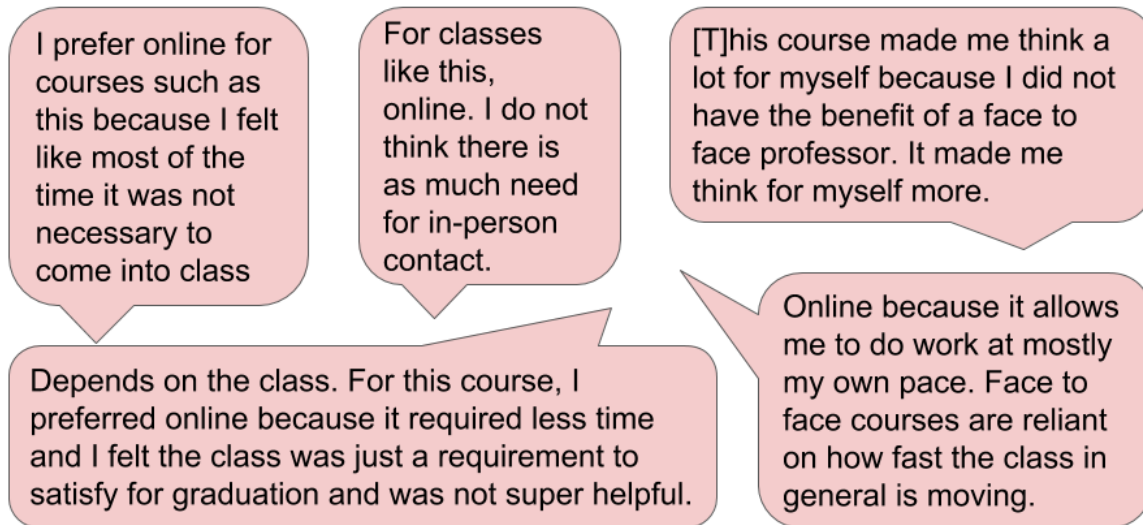 I prefer online for
courses such as
this because I felt
like most of the
time it was not
necessary to
come into class
For classes
like this,
online. I do not
think there is
as much need
for in-person
contact.
[T]his course made me think a
lot for myself because I did not
have the benefit of a face to
face professor. It made me
think for myself more.
Depends on the class. For this course, I
preferred online because it required less time
and I felt the class was just a requirement to
satisfy for graduation and was not super helpful.
Online because it allows
me to do work at mostly
my own pace. Face to
face courses are reliant
on how fast the class in
general is moving.